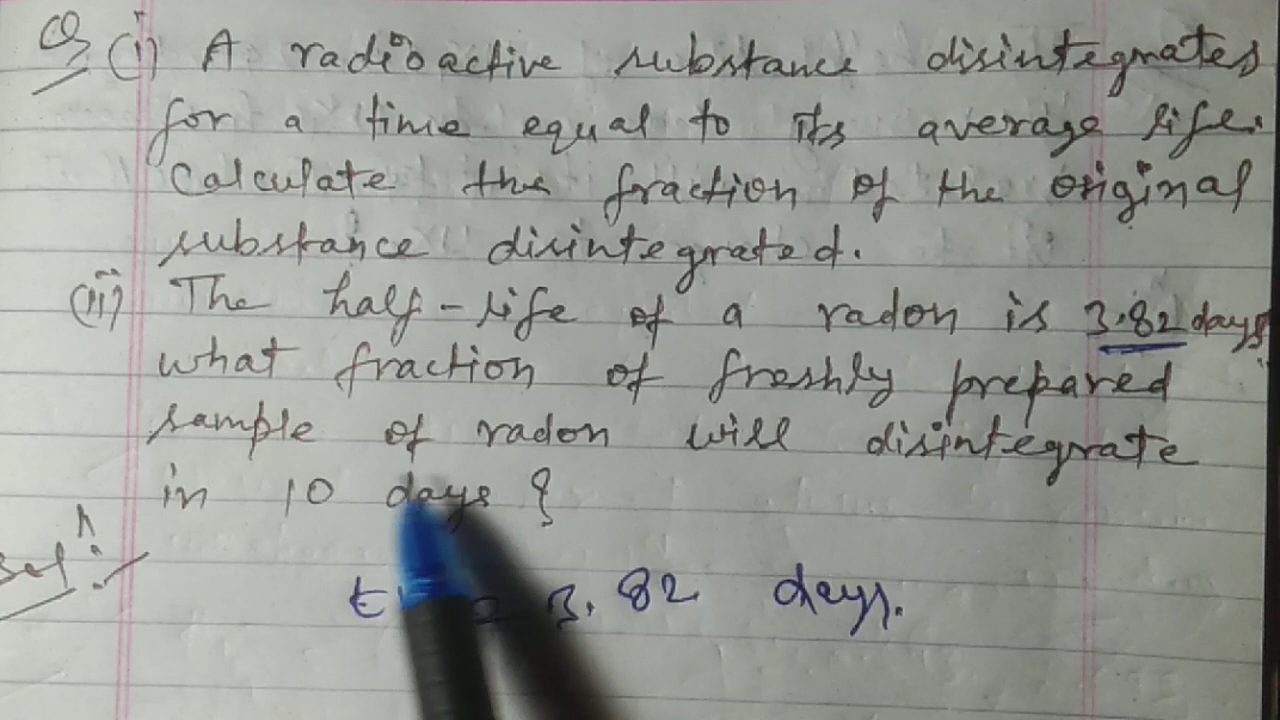 Q (i) A radioactive substance disintegrates
for a time equal to its average life.
Calculate the fraction of the original
substance disintegrated.
(ii) The half-life of a radon is 3.82 days
what fraction of freshly prepared
sample of radon will disintegrate
in 10 days ?
Sol^n :-
t 3.82 days.